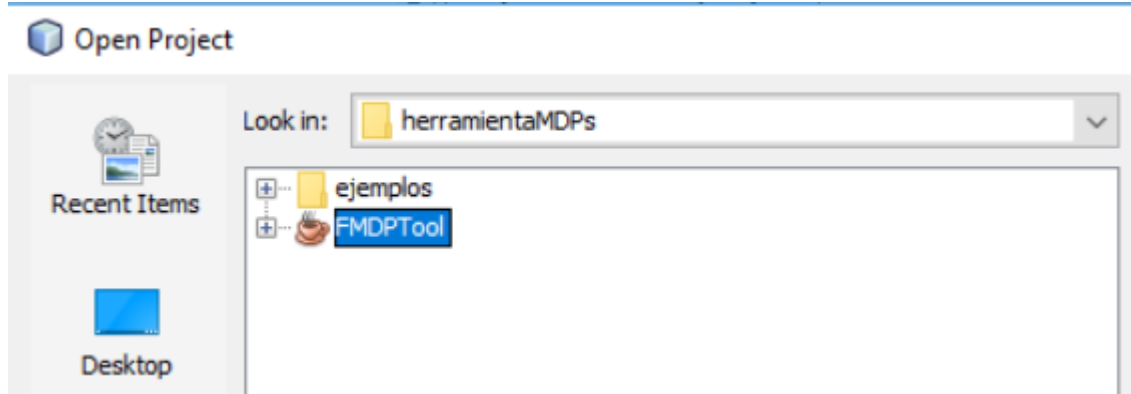 Open Project
Look in: herramientaMDPs
Recent Items
ejemplos
FMDPTool
Desktop